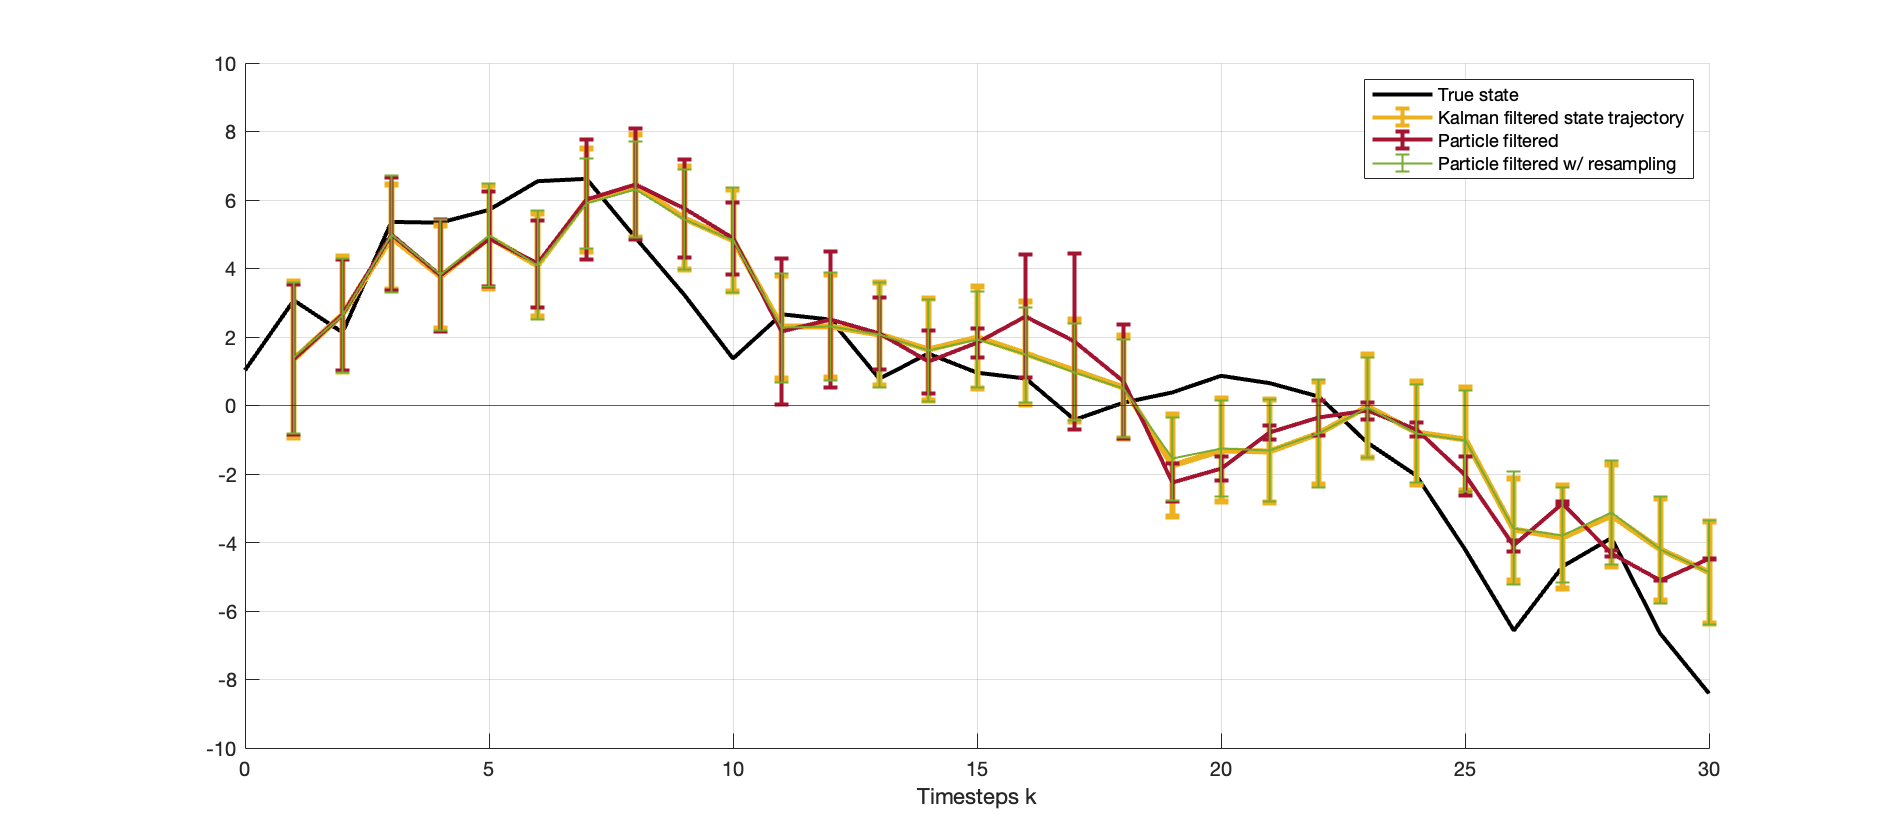 10
8
6
4
2
0
-2
-4
-6
-8
-10
True state
Kalman filtered state trajectory
Particle filtered
Particle filtered w/ resampling
0 5 10 15 20 25 30
Timesteps k